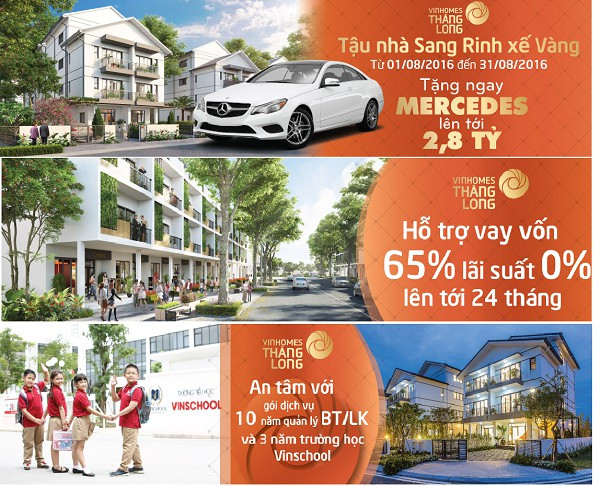 VINHOMES
THĂNG
LONG
Tậu nhà Sang Rinh xế Vàng
Từ 01/08/2016 đến 31/08/2016
Tặng ngay
MERCEDES
lên tới
2,8 TỶ
VINHOMES
THĂNG
LONG
Hỗ trợ vay vốn
65% lãi suất 0%
lên tới 24 tháng
TRƯỜNG TIỂU HỌC
VINSCHOOL
VINHOMES
THĂNG
LONG
An tâm với
gói dịch vụ
10 năm quản lý BT/LK
và 3 năm trường học
Vinschool